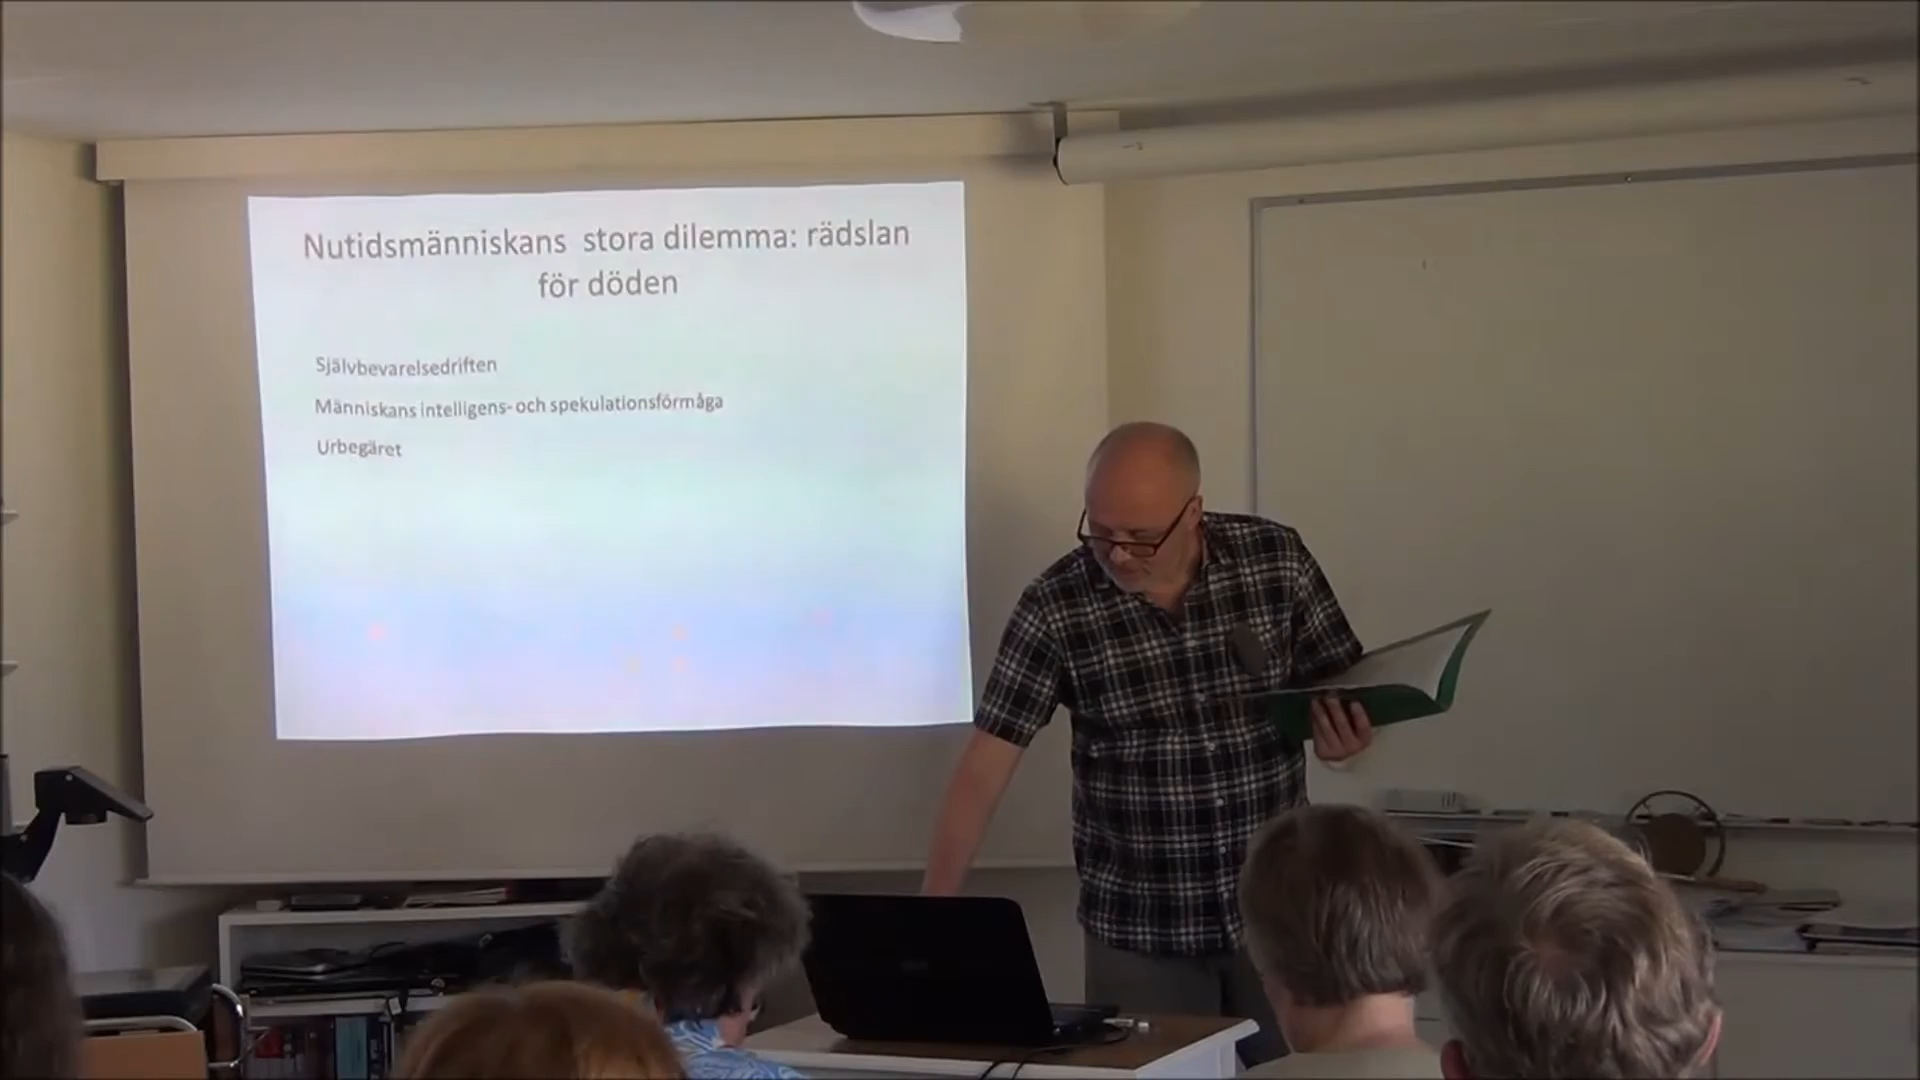 Nutidsmänniskans stora dilemma: rädslan
för döden
Självbevarelsedriften
Människans intelligens- och spekulationsförmåga
Urbegäret